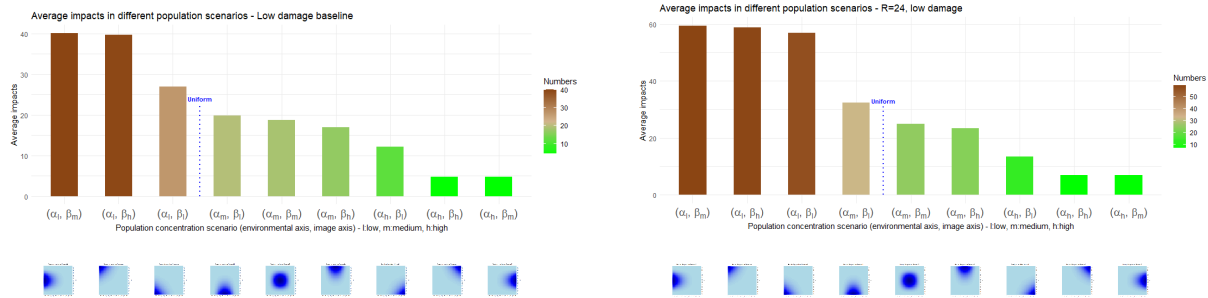 Average impacts in different population scenarios - Low damage baseline
40
30
20
10
0
Average impacts
Uniform
Numbers
40
30
20
10
(αl, βm) (αl, βh) (αl, βl) (αm, βl) (αm, βm) (αm, βh) (αh, βl) (αh, βh) (αh, βm)
Population concentration scenario (environmental axis, image axis) - l:low, m:medium, h:high
Average impacts in different population scenarios - R=24, low damage
60
40
20
0
Average impacts
Uniform
Numbers
50
40
30
20
10
(αl, βm) (αl, βh) (αl, βl) (αm, βl) (αm, βm) (αm, βh) (αh, βl) (αh, βh) (αh, βm)
Population concentration scenario (environmental axis, image axis) - l:low, m:medium, h:high